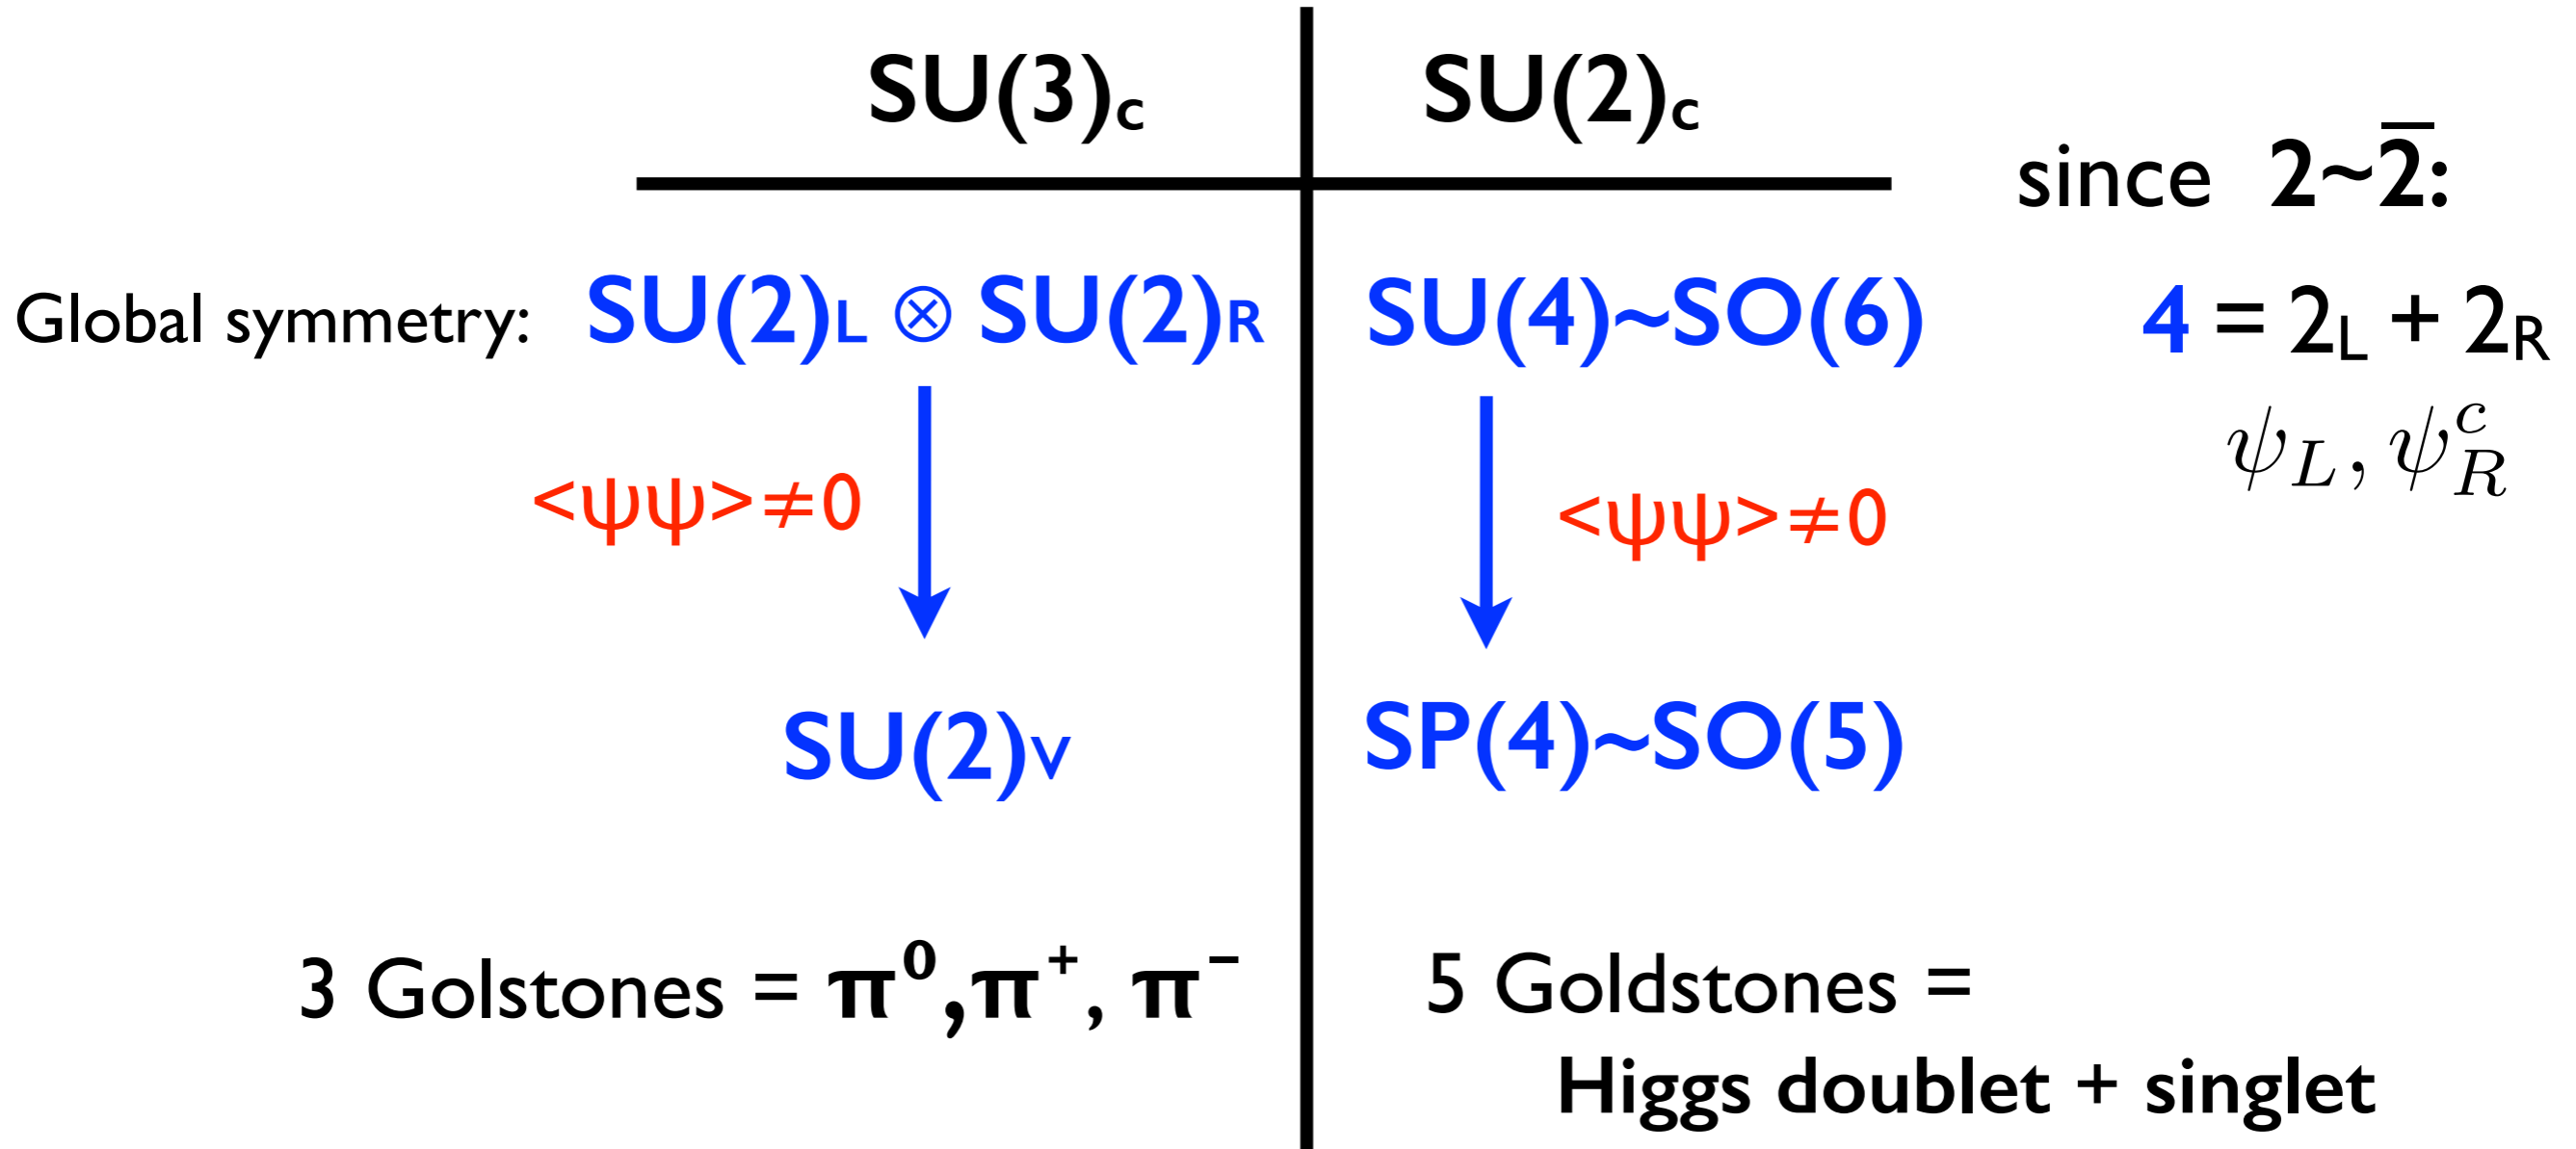 SU(3)c SU(2)c
since 2~2̅:
Global symmetry: SU(2)L ⊗ SU(2)R SU(4)~SO(6) 4 = 2L + 2R
ψL, ψR^c
<ψψ>≠0 <ψψ>≠0
SU(2)V SP(4)~SO(5)
3 Golstones = π⁰,π⁺, π⁻ 5 Goldstones =
Higgs doublet + singlet